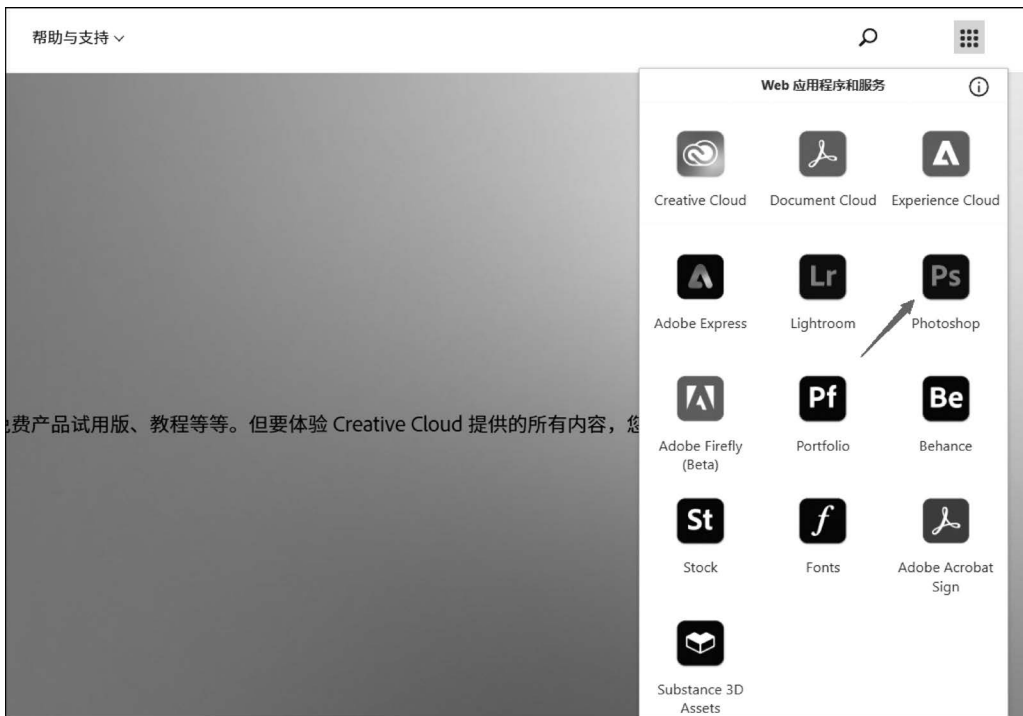 帮助与支持
Web 应用程序和服务
Creative Cloud
Document Cloud
Experience Cloud
Lr
Ps
Adobe Express
Lightroom
Photoshop
费产品试用版、教程等等。但要体验 Creative Cloud 提供的所有内容，您
Pf
Be
Adobe Firefly
(Beta)
Portfolio
Behance
St
f
Stock
Fonts
Adobe Acrobat
Sign
Substance 3D
Assets